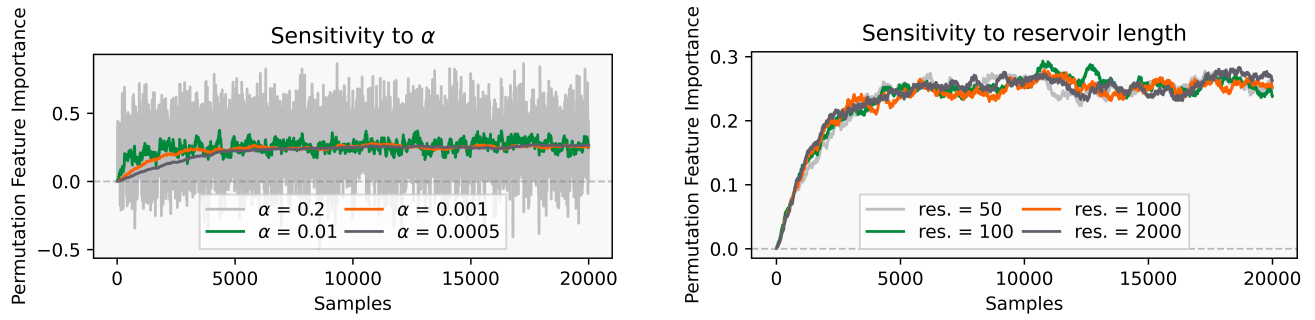 Sensitivity to α
Permutation Feature Importance
0.5
0.0
−0.5
α = 0.2
α = 0.001
α = 0.01
α = 0.0005
0
5000
10000
15000
20000
Samples
Sensitivity to reservoir length
Permutation Feature Importance
0.3
0.2
0.1
0.0
res. = 50
res. = 1000
res. = 100
res. = 2000
0
5000
10000
15000
20000
Samples